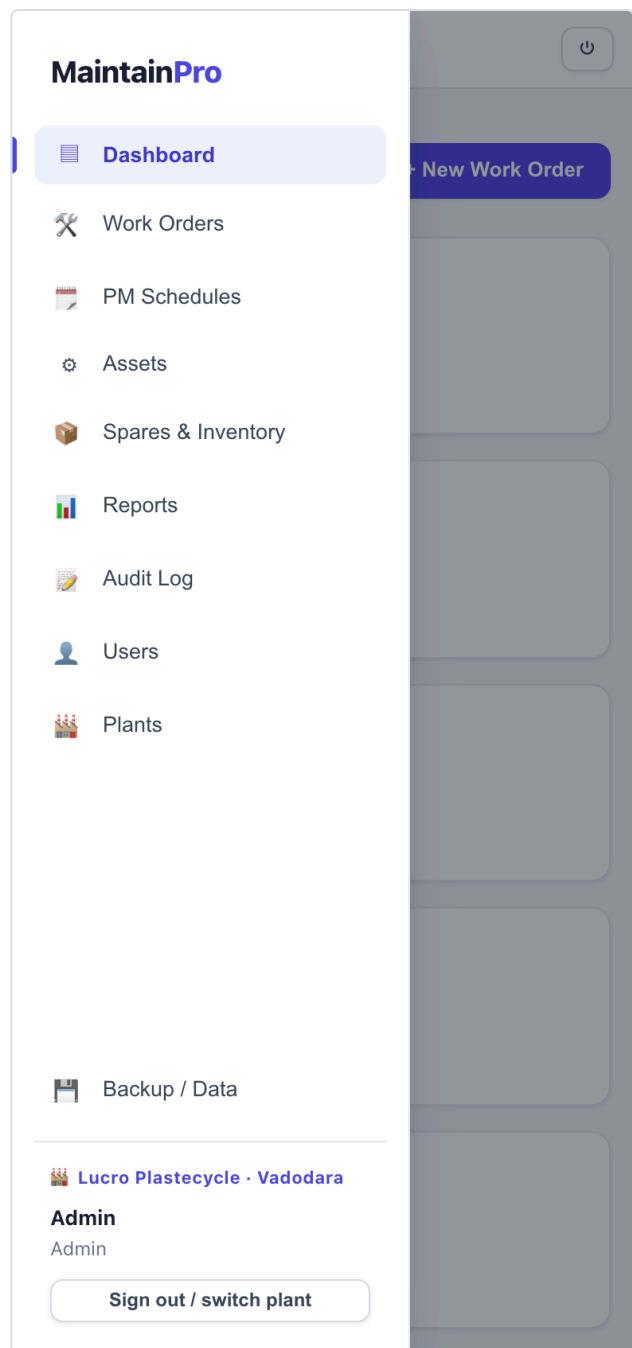 MaintainPro
Dashboard
+ New Work Order
Work Orders
PM Schedules
Assets
Spares & Inventory
Reports
Audit Log
Users
Plants
Backup / Data
Lucro Plastecycle · Vadodara
Admin
Admin
Sign out / switch plant